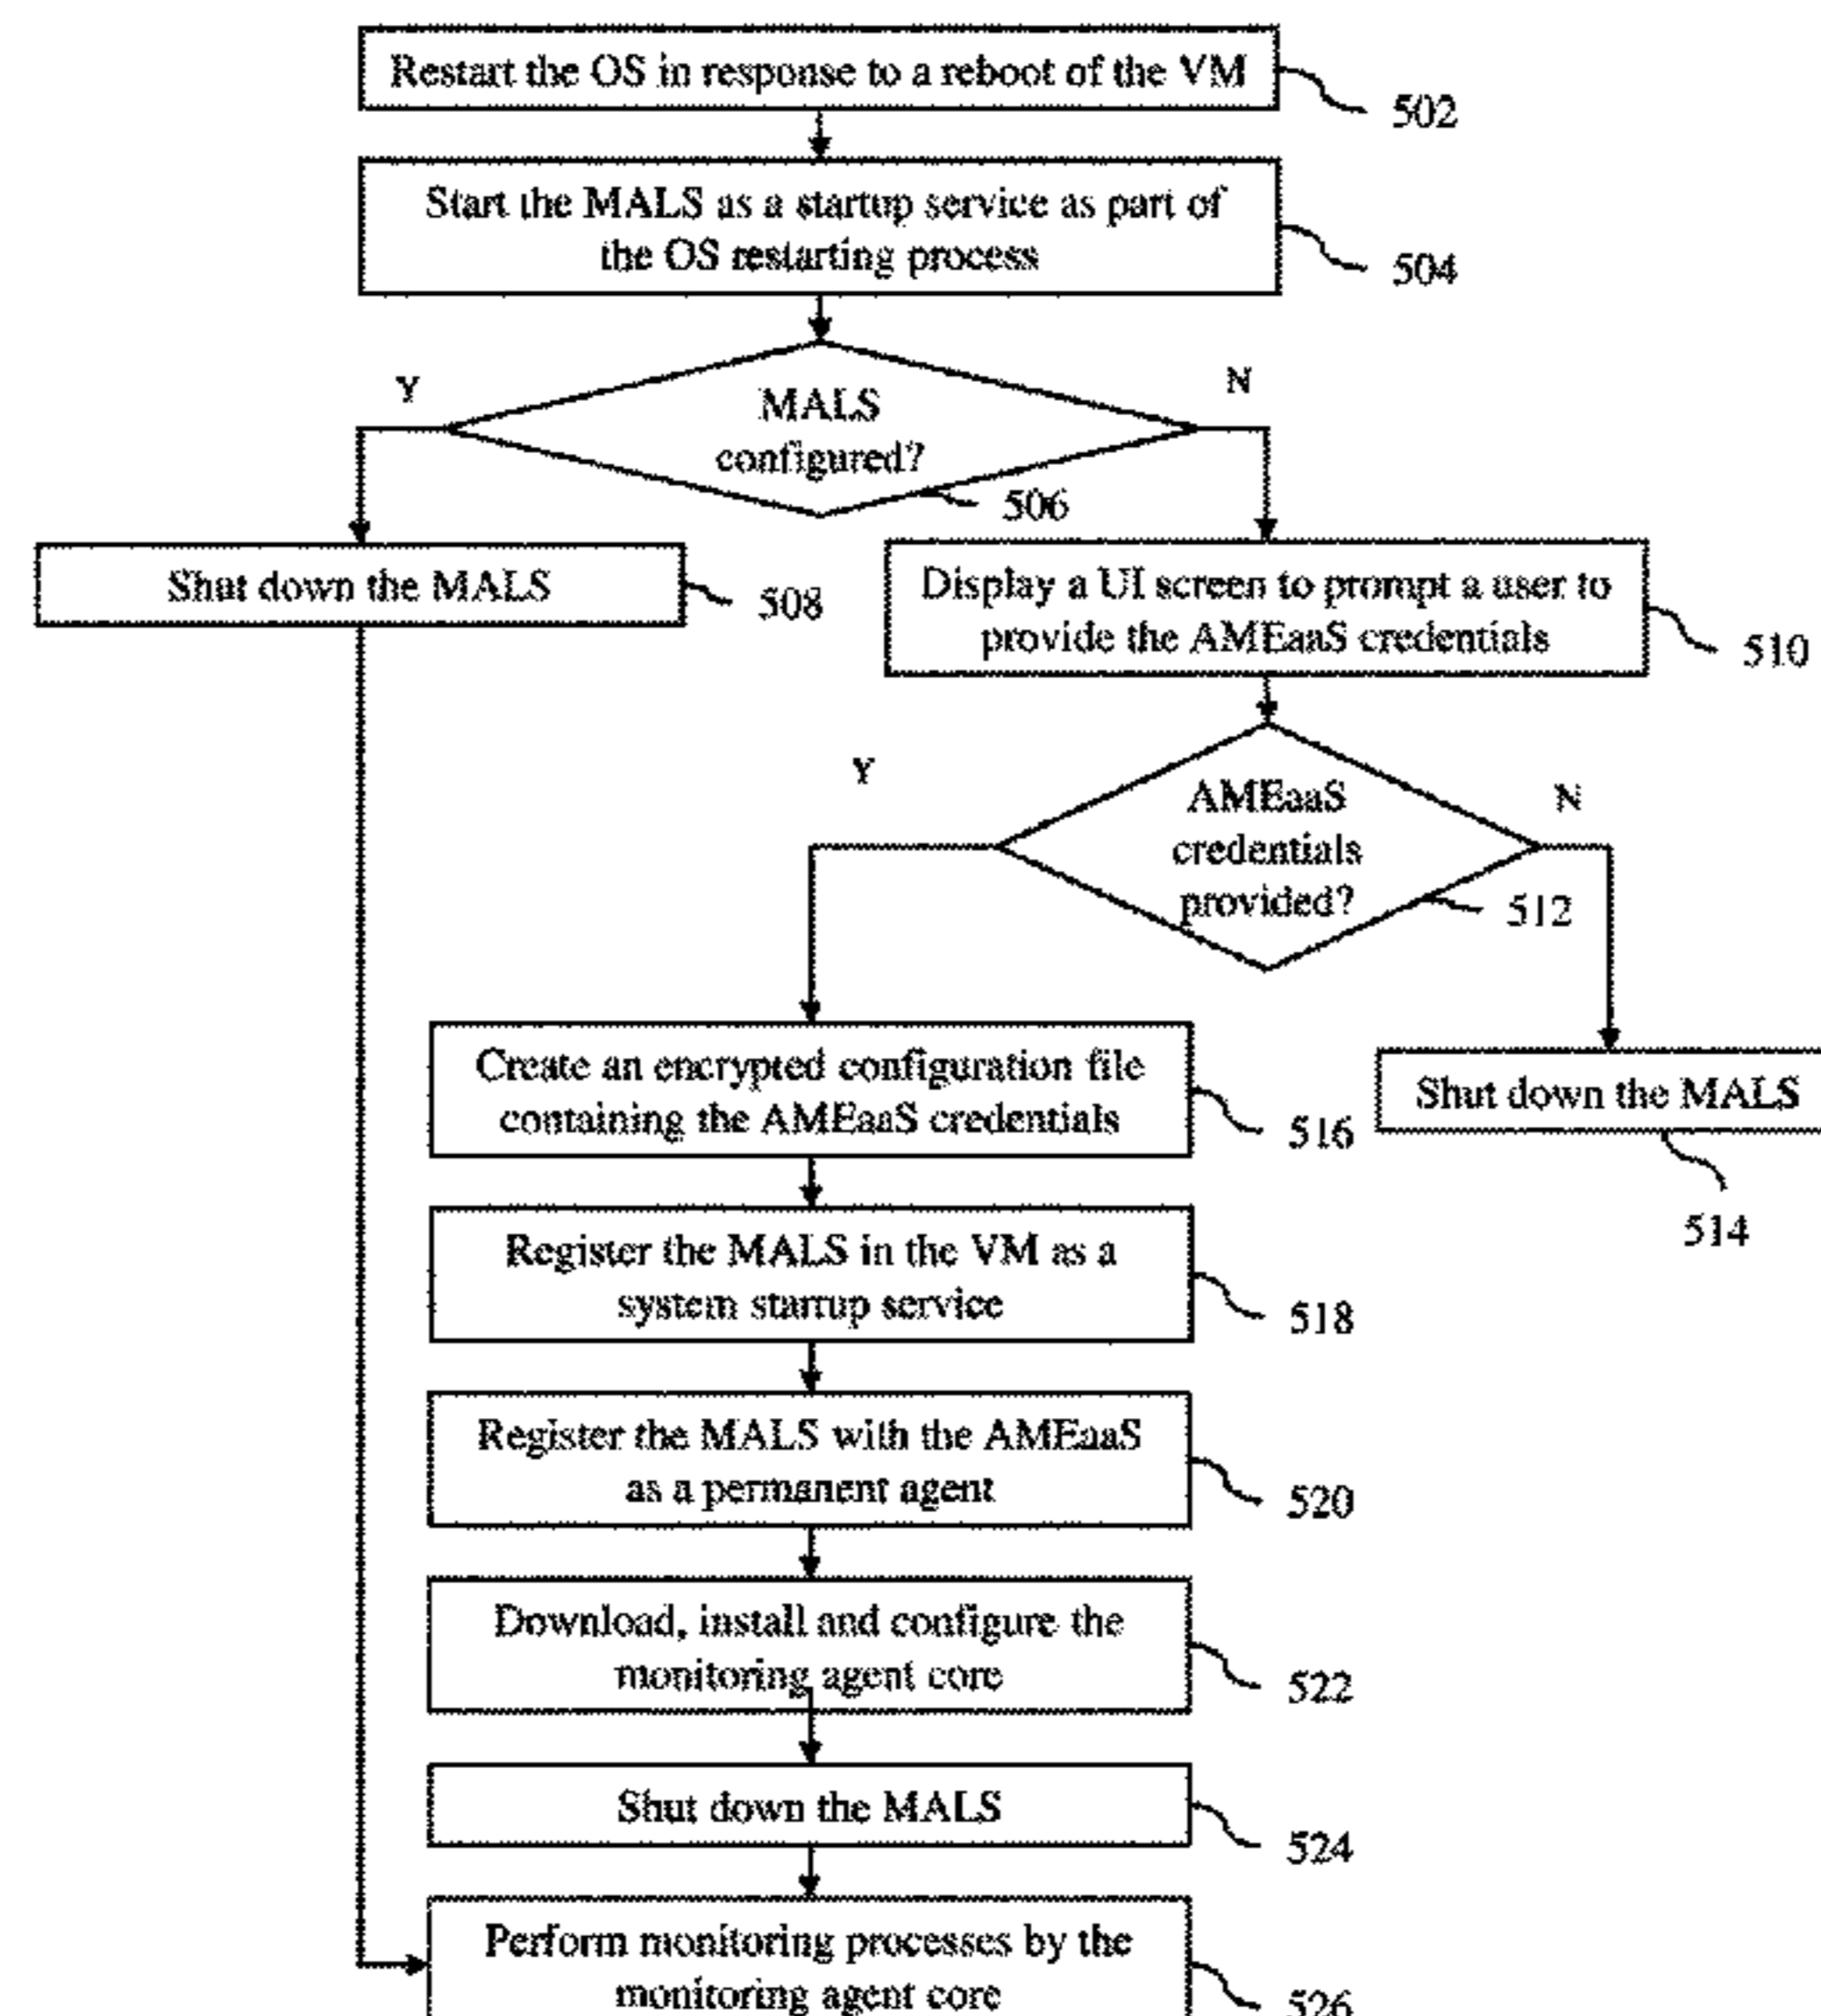 Restart the OS in response to a reboot of the VM
502
Start the MALS as a startup service as part of
the OS restarting process
504
Y
N
MALS
configured?
506
Shut down the MALS
508
Display a UI screen to prompt a user to
provide the AMEaaS credentials
510
Y
N
AMEaaS
credentials
provided?
512
Create an encrypted configuration file
containing the AMEaaS credentials
516
Shut down the MALS
514
Register the MALS in the VM as a
system startup service
518
Register the MALS with the AMEaaS
as a permanent agent
520
Download, install and configure the
monitoring agent core
522
Shut down the MALS
524
Perform monitoring processes by the
monitoring agent core
526